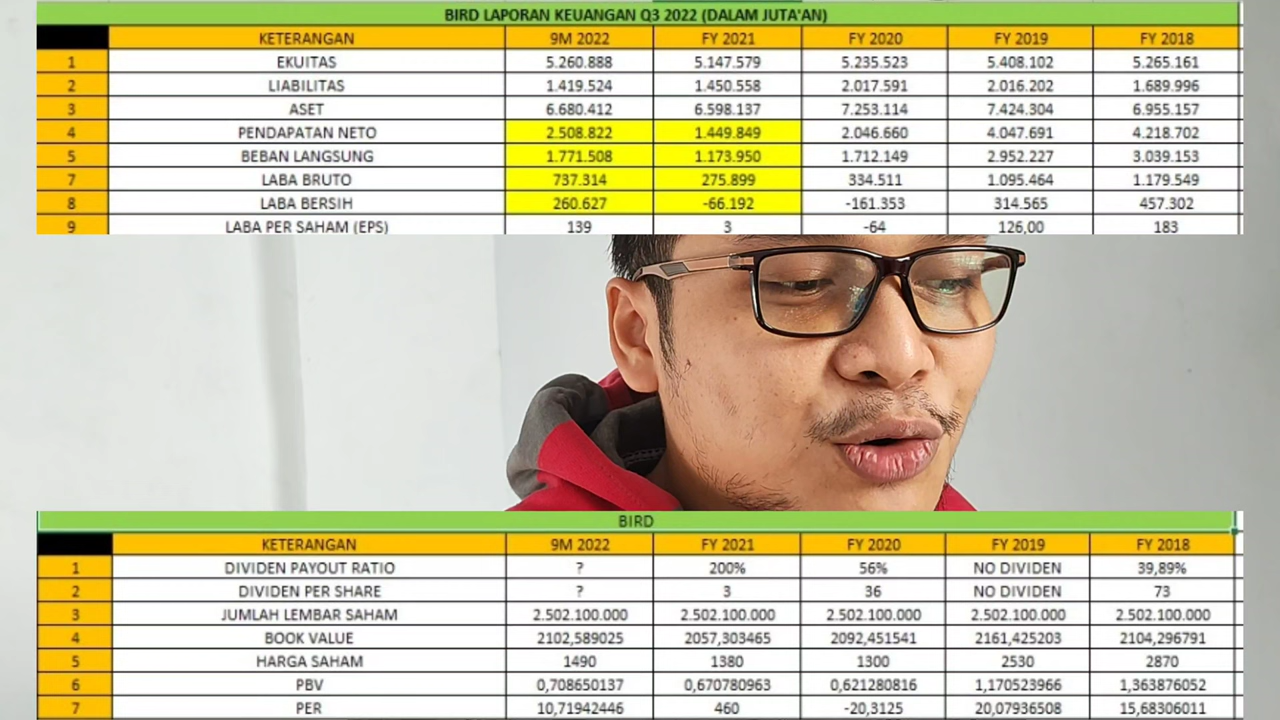 BIRD LAPORAN KEUANGAN Q3 2022 (DALAM JUTA'AN)
KETERANGAN 9M 2022 FY 2021 FY 2020 FY 2019 FY 2018
1 EKUITAS 5.260.888 5.147.579 5.235.523 5.408.102 5.265.161
2 LIABILITAS 1.419.524 1.450.558 2.017.591 2.016.202 1.689.996
3 ASET 6.680.412 6.598.137 7.253.114 7.424.304 6.955.157
4 PENDAPATAN NETO 2.508.822 1.449.849 2.046.660 4.047.691 4.218.702
5 BEBAN LANGSUNG 1.771.508 1.173.950 1.712.149 2.952.227 3.039.153
7 LABA BRUTO 737.314 275.899 334.511 1.095.464 1.179.549
8 LABA BERSIH 260.627 -66.192 -161.353 314.565 457.302
9 LABA PER SAHAM (EPS) 139 3 -64 126,00 183
BIRD
KETERANGAN 9M 2022 FY 2021 FY 2020 FY 2019 FY 2018
1 DIVIDEN PAYOUT RATIO ? 200% 56% NO DIVIDEN 39,89%
2 DIVIDEN PER SHARE ? 3 36 NO DIVIDEN 73
3 JUMLAH LEMBAR SAHAM 2.502.100.000 2.502.100.000 2.502.100.000 2.502.100.000 2.502.100.000
4 BOOK VALUE 2102,589025 2057,303465 2092,451541 2161,425203 2104,296791
5 HARGA SAHAM 1490 1380 1300 2530 2870
6 PBV 0,708650137 0,670780963 0,621280816 1,170523966 1,363876052
7 PER 10,71942446 460 -20,3125 20,07936508 15,68306011